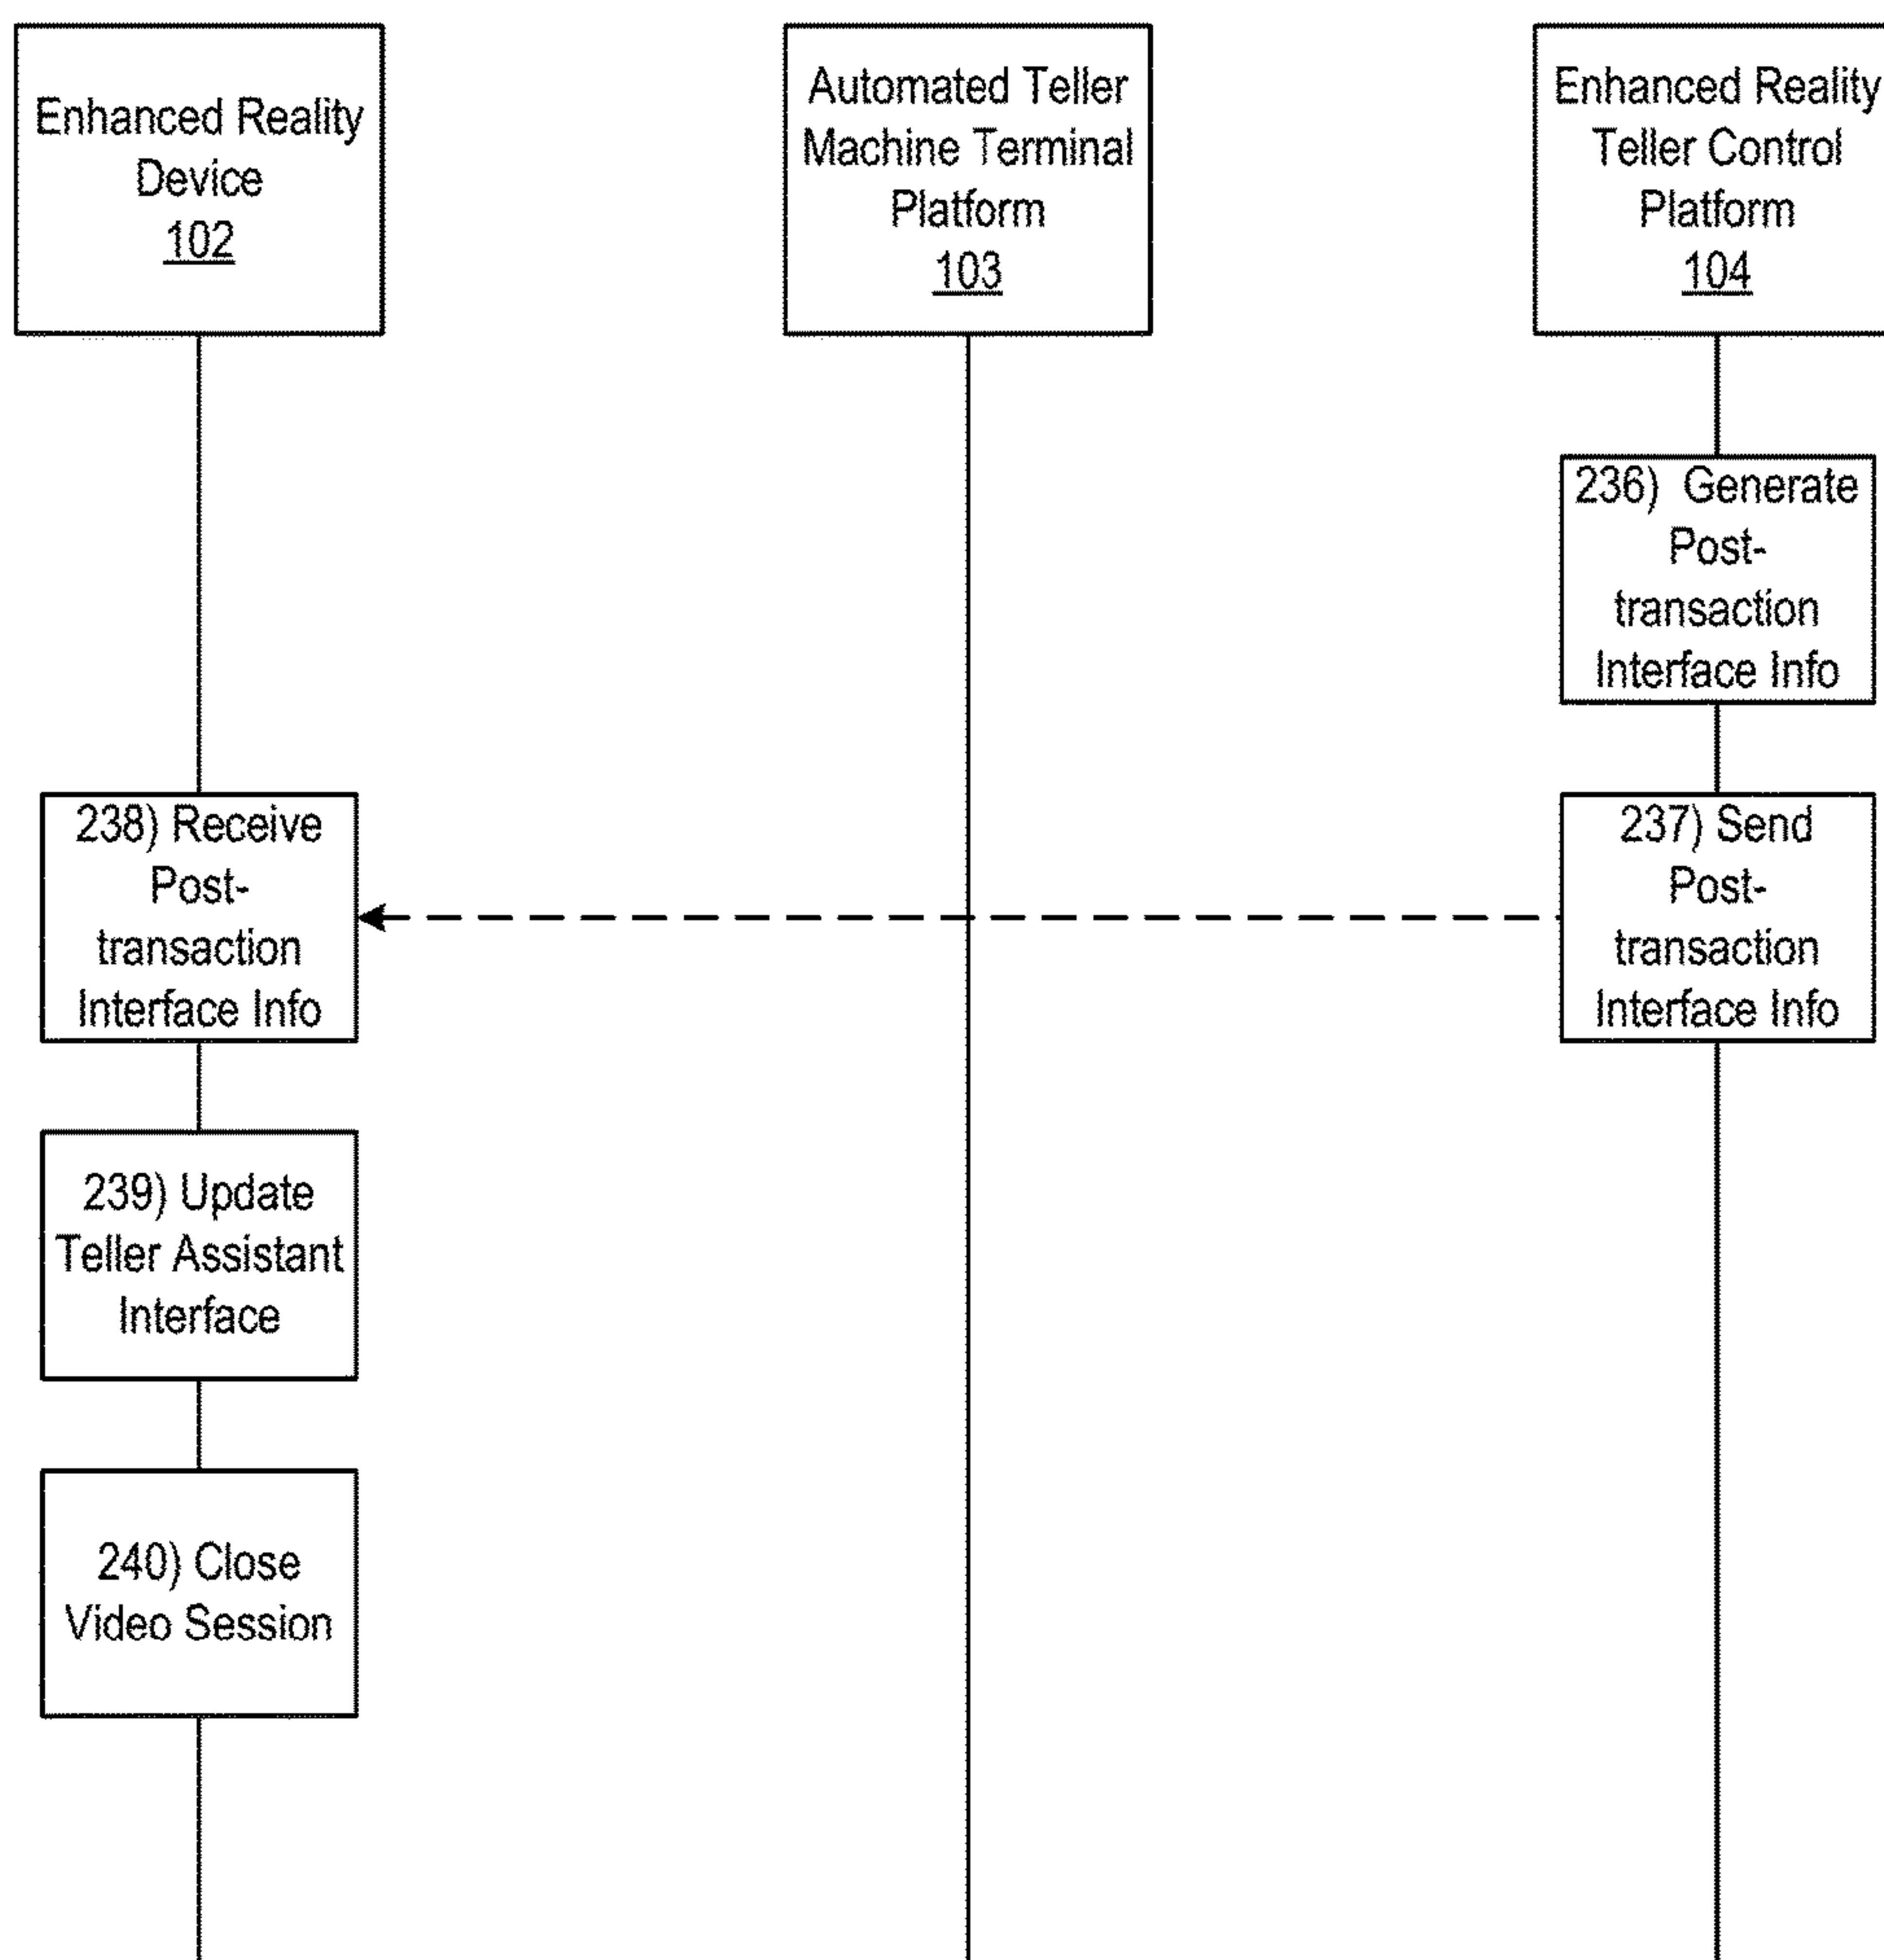 Enhanced Reality
Device
102
Automated Teller
Machine Terminal
Platform
103
Enhanced Reality
Teller Control
Platform
104
236) Generate
Post-
transaction
Interface Info
238) Receive
Post-
transaction
Interface Info
237) Send
Post-
transaction
Interface Info
239) Update
Teller Assistant
Interface
240) Close
Video Session